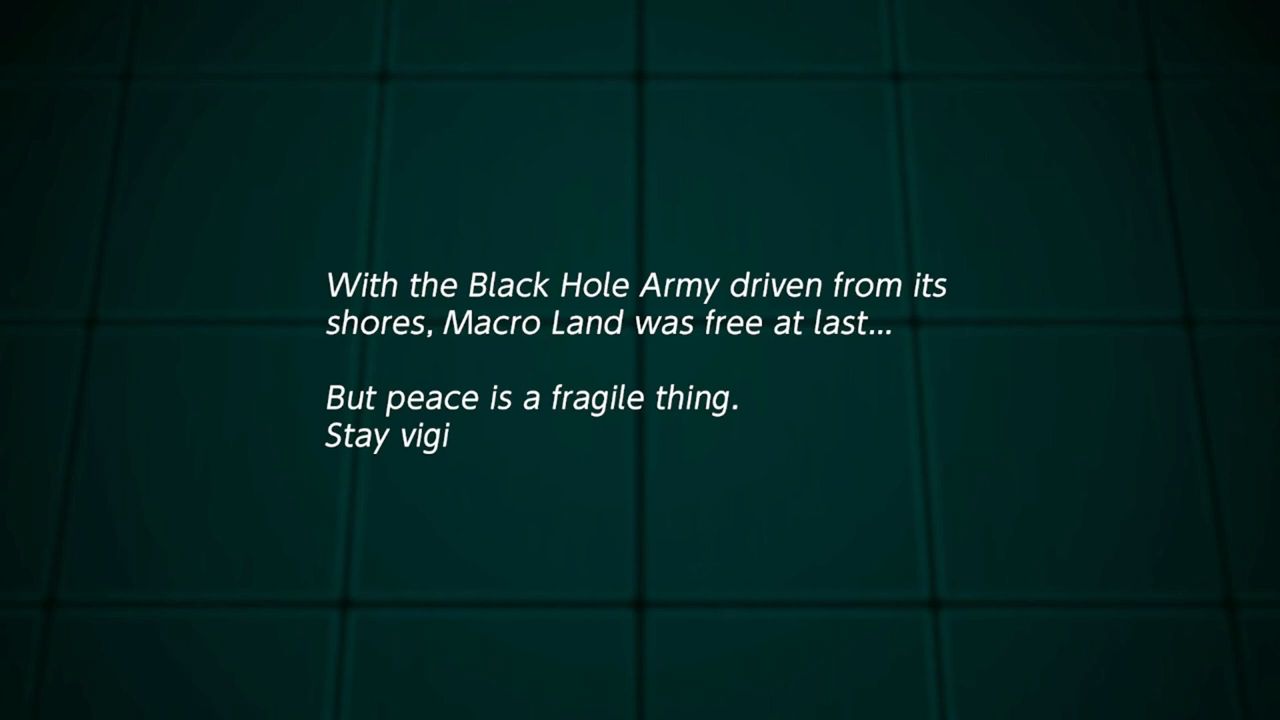 With the Black Hole Army driven from its
shores, Macro Land was free at last...
But peace is a fragile thing.
Stay vigi